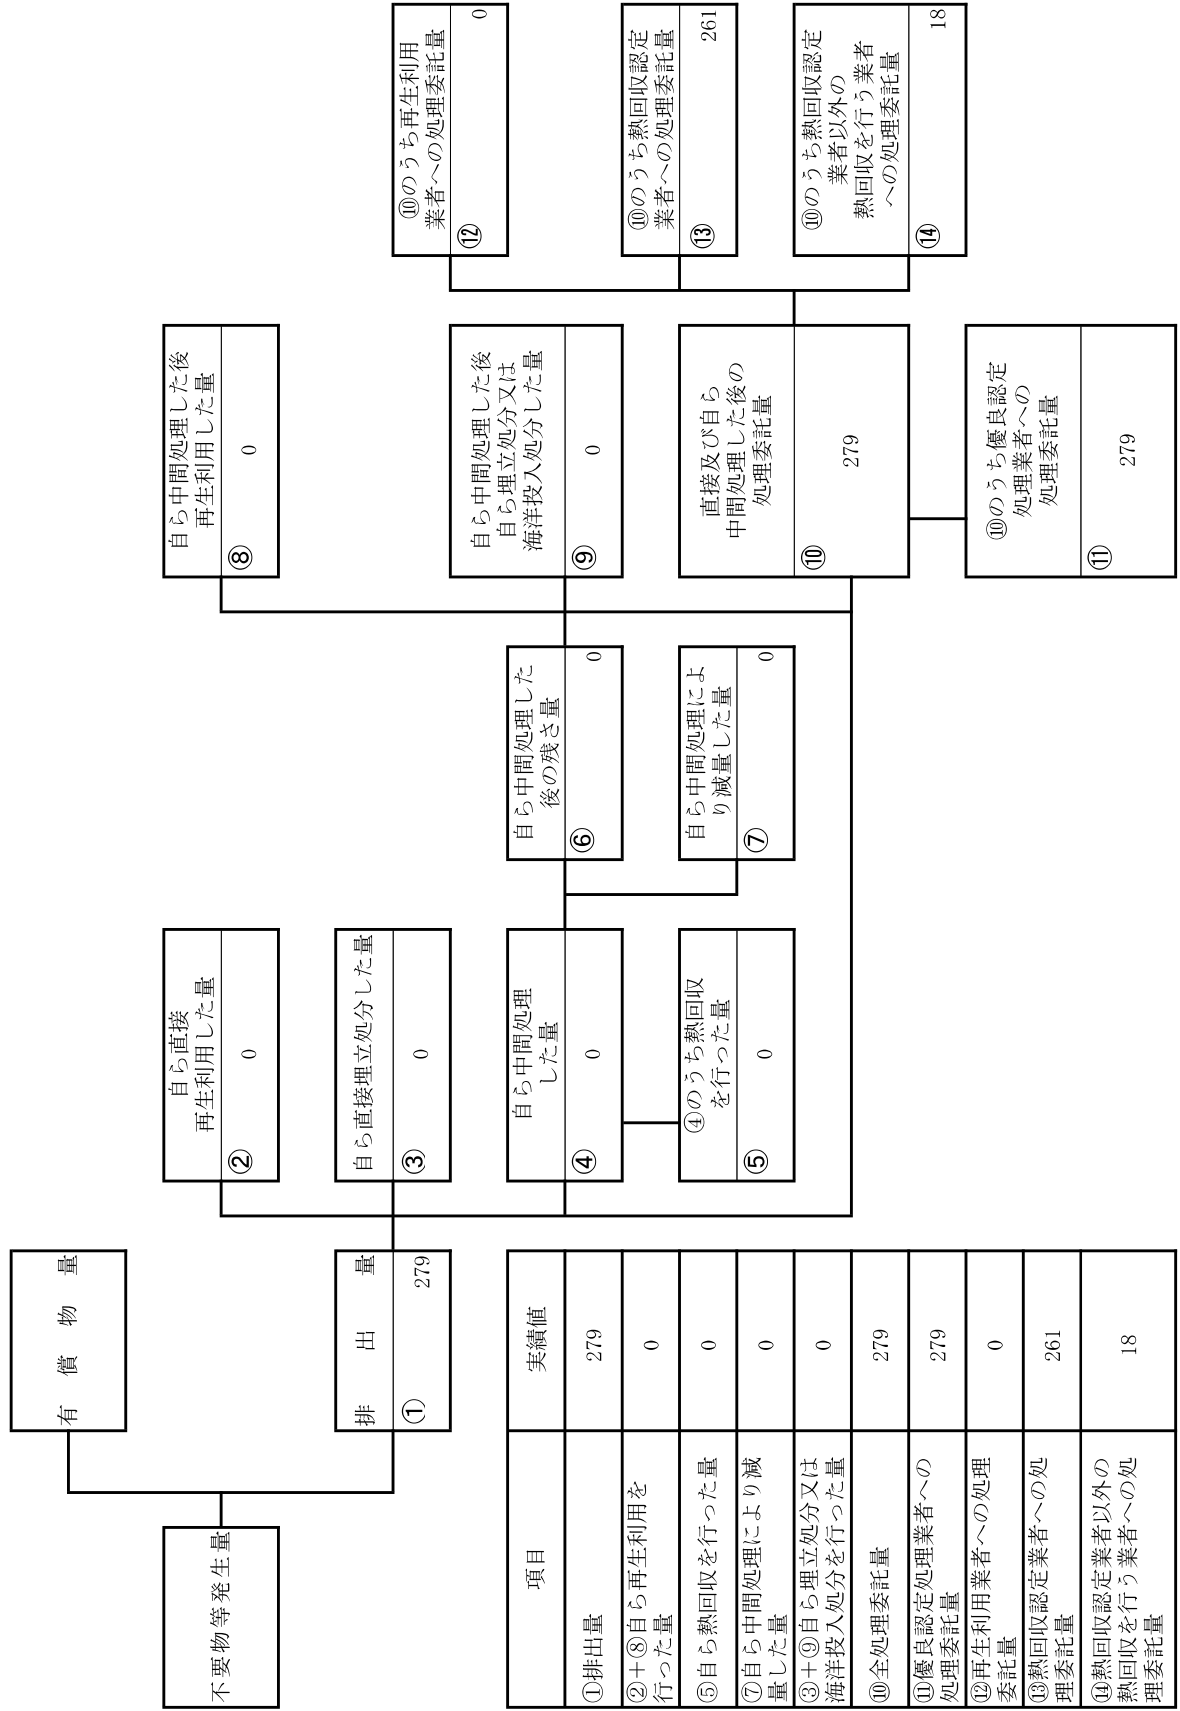 不要物等発生量
有償物量
排出量
①
279
自ら直接
再生利用した量
②
0
自ら直接埋立処分した量
③
0
自ら中間処理
した量
④
0
④のうち熱回収
を行った量
⑤
0
自ら中間処理した
後の残さ量
⑥
0
自ら中間処理によ
り減量した量
⑦
0
自ら中間処理した後
再生利用した量
⑧
0
自ら中間処理した後
自ら埋立処分又は
海洋投入処分した量
⑨
0
直接及び自ら
中間処理した後の
処理委託量
⑩
279
⑩のうち優良認定
処理業者への
処理委託量
⑪
279
⑩のうち再生利用
業者への処理委託量
⑫
0
⑩のうち熱回収認定
業者への処理委託量
⑬
261
⑩のうち熱回収認定
業者以外の
熱回収を行う業者
への処理委託量
⑭
18
項目 実績値
①排出量 279
②+⑧自ら再生利用を
行った量 0
⑤自ら熱回収を行った量 0
⑦自ら中間処理により減
量した量 0
③+⑨自ら埋立処分又は
海洋投入処分を行った量 0
⑩全処理委託量 279
⑪優良認定処理業者への
処理委託量 279
⑫再生利用業者への処理
委託量 0
⑬熱回収認定業者への処
理委託量 261
⑭熱回収認定業者以外の
熱回収を行う業者への処
理委託量 18